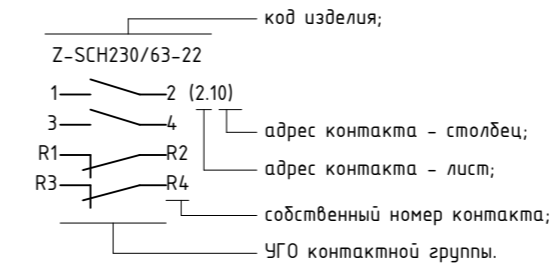 код изделия;
Z-SCH230/63-22
1 2 (2.10)
3 4
адрес контакта - столбец;
R1 R2
адрес контакта - лист;
R3 R4
собственный номер контакта;
УГО контактной группы.